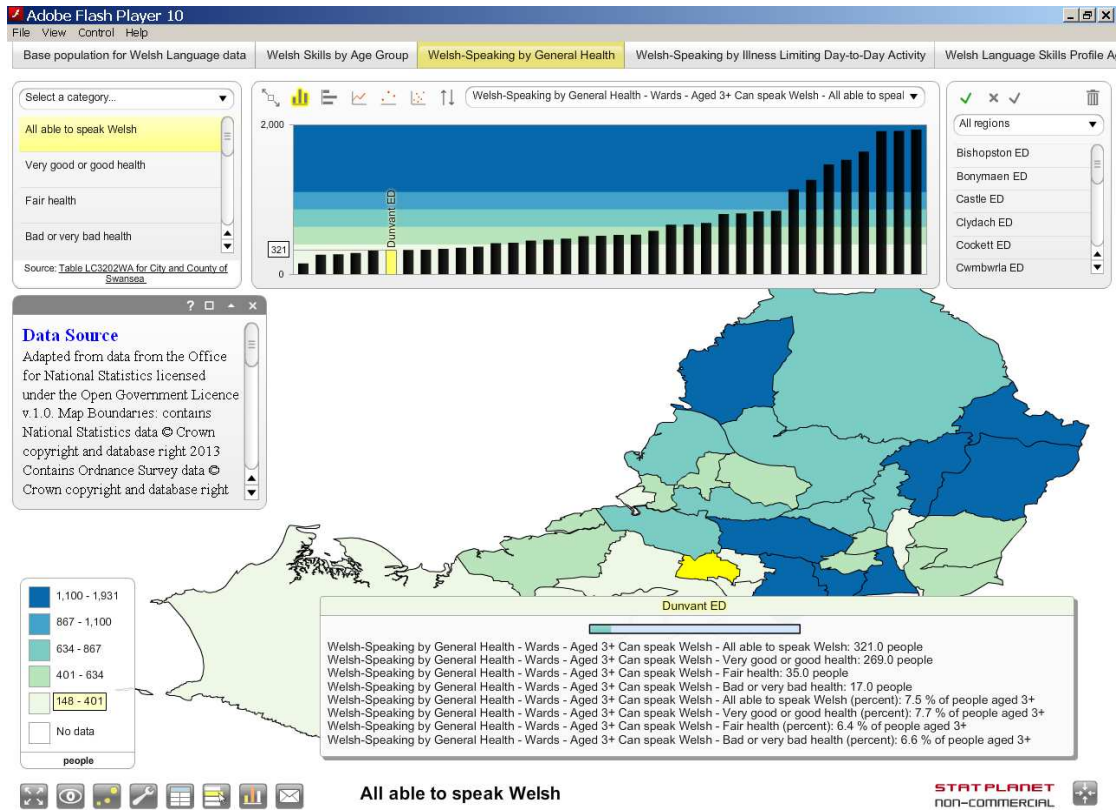 Adobe Flash Player 10
File View Control Help
Base population for Welsh Language data
Welsh Skills by Age Group
Welsh-Speaking by General Health
Welsh-Speaking by Illness Limiting Day-to-Day Activity
Welsh Language Skills Profile A
Select a category...
All able to speak Welsh
Very good or good health
Fair health
Bad or very bad health
Source: Table LC3202WA for City and County of
Swansea
Welsh-Speaking by General Health - Wards - Aged 3+ Can speak Welsh - All able to speal
2,000
321
0
Dunvant ED
All regions
Bishopston ED
Bonymaen ED
Castle ED
Clydach ED
Cockett ED
Cwmbwrla ED
?
Data Source
Adapted from data from the Office
for National Statistics licensed
under the Open Government Licence
v.1.0. Map Boundaries: contains
National Statistics data © Crown
copyright and database right 2013
Contains Ordnance Survey data ©
Crown copyright and database right
1,100 - 1,931
867 - 1,100
634 - 867
401 - 634
148 - 401
No data
people
Dunvant ED
Welsh-Speaking by General Health - Wards - Aged 3+ Can speak Welsh - All able to speak Welsh: 321.0 people
Welsh-Speaking by General Health - Wards - Aged 3+ Can speak Welsh - Very good or good health: 269.0 people
Welsh-Speaking by General Health - Wards - Aged 3+ Can speak Welsh - Fair health: 35.0 people
Welsh-Speaking by General Health - Wards - Aged 3+ Can speak Welsh - Bad or very bad health: 17.0 people
Welsh-Speaking by General Health - Wards - Aged 3+ Can speak Welsh - All able to speak Welsh (percent): 7.5 % of people aged 3+
Welsh-Speaking by General Health - Wards - Aged 3+ Can speak Welsh - Very good or good health (percent): 7.7 % of people aged 3+
Welsh-Speaking by General Health - Wards - Aged 3+ Can speak Welsh - Fair health (percent): 6.4 % of people aged 3+
Welsh-Speaking by General Health - Wards - Aged 3+ Can speak Welsh - Bad or very bad health (percent): 6.6 % of people aged 3+
All able to speak Welsh
STATPLANET
NON-COMMERCIAL